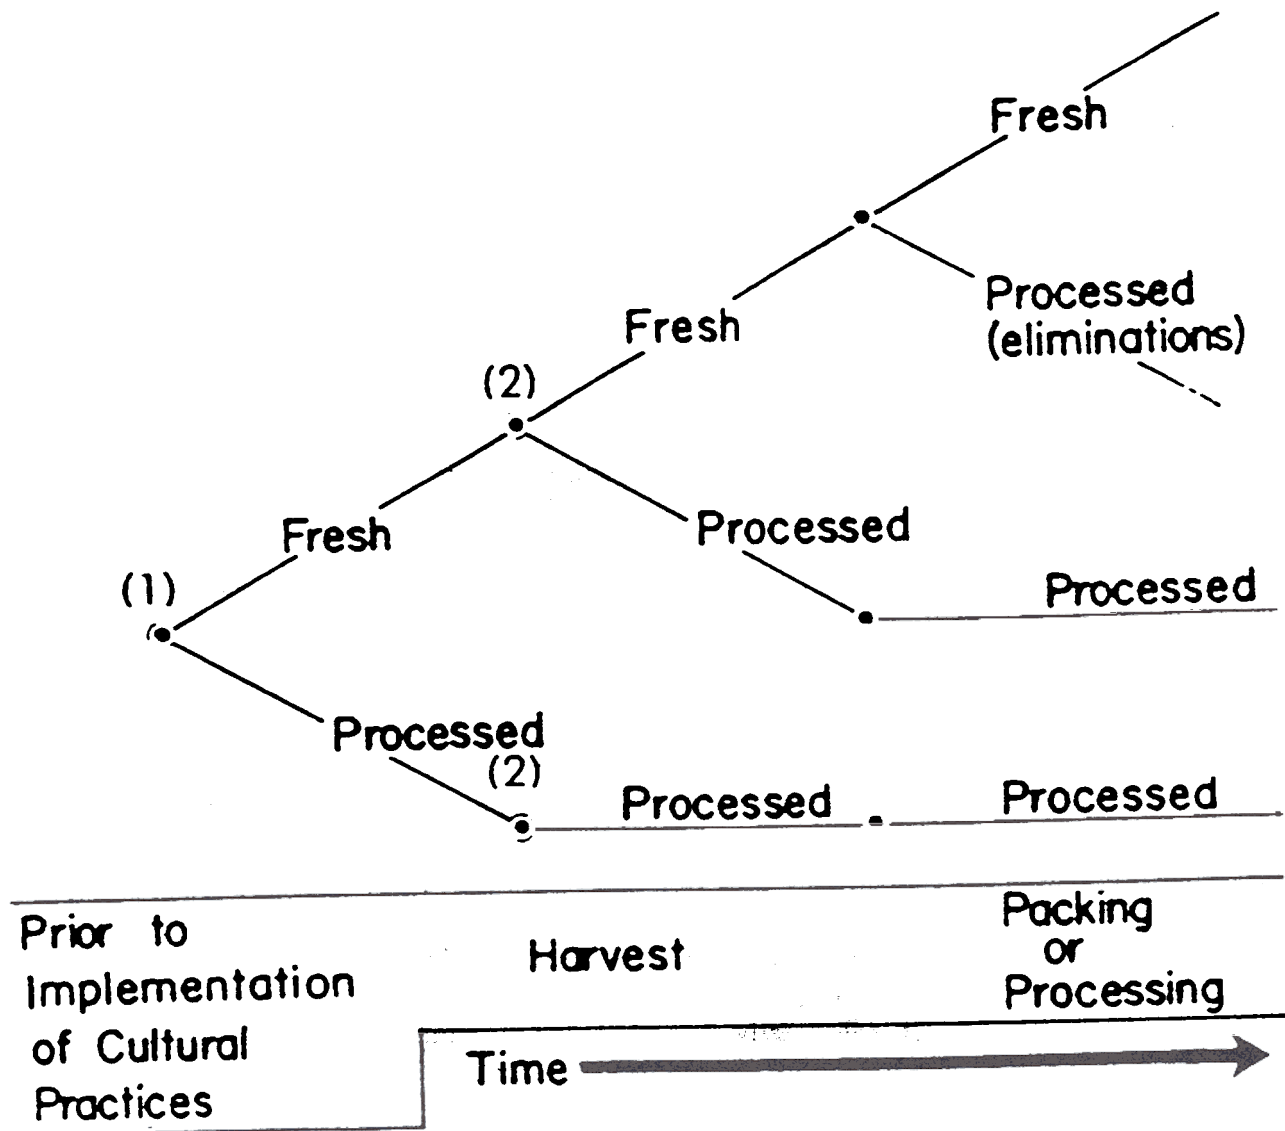 Fresh
Processed
(eliminations)
Fresh
(2)
Processed
Fresh
(1)
Processed
Processed
(2)
Processed
Processed
Prior to
Implementation
of Cultural
Practices
Harvest
Packing
or
Processing
Time